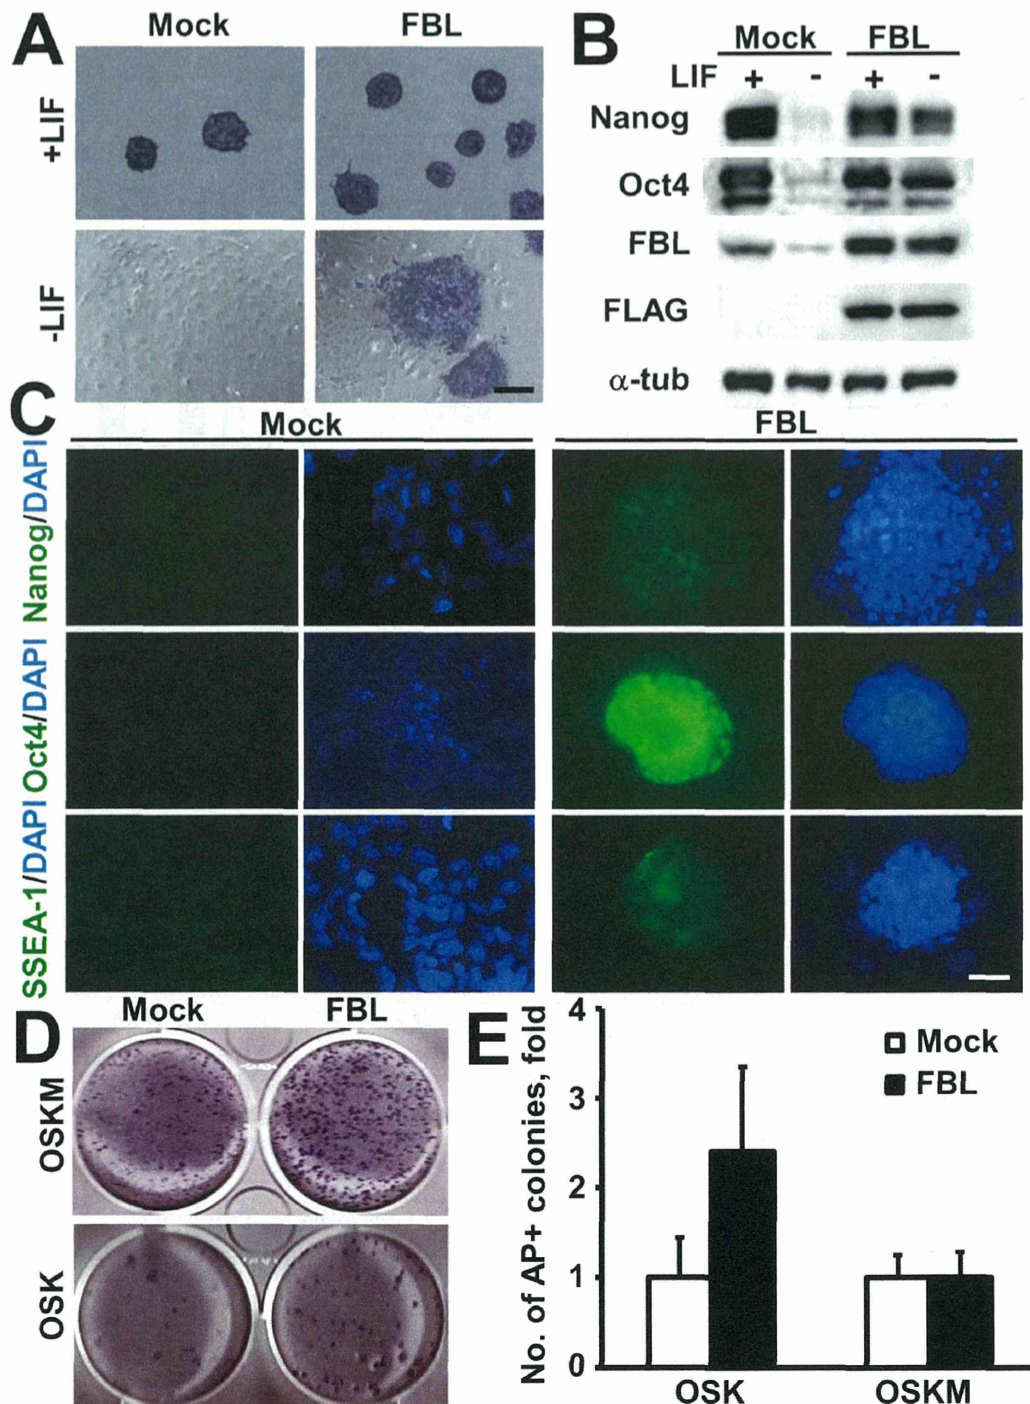 A
Mock FBL
+LIF
-LIF
B
Mock FBL
LIF + - + -
Nanog
Oct4
FBL
FLAG
α-tub
C
Mock FBL
Nanog/DAPI
Oct4/DAPI
SSEA-1/DAPI
D
Mock FBL
OSKM
OSK
E
No. of AP+ colonies, fold
4
3
2
1
0
Mock
FBL
OSK OSKM